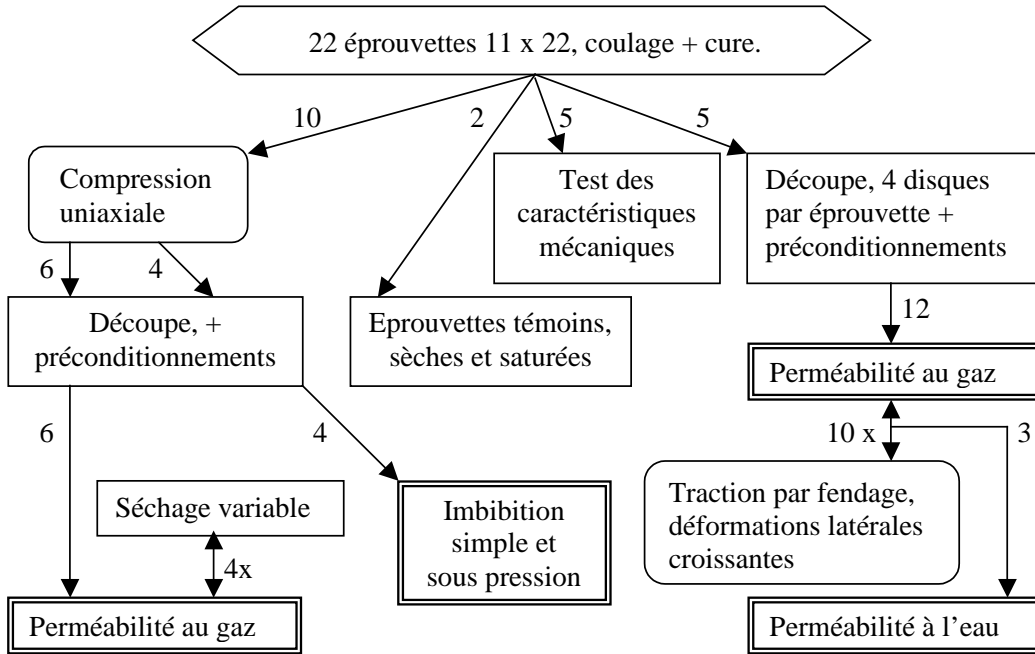 22 éprouvettes 11 x 22, coulage + cure.
10
2
5
5
Compression
uniaxiale
Test des
caractéristiques
mécaniques
Découpe, 4 disques
par éprouvette +
préconditionnements
6
4
12
Découpe, +
préconditionnements
Eprouvettes témoins,
sèches et saturées
Perméabilité au gaz
6
4
10 x
3
Séchage variable
Imbibition
simple et
sous pression
Traction par fendage,
déformations latérales
croissantes
4x
Perméabilité au gaz
Perméabilité à l’eau